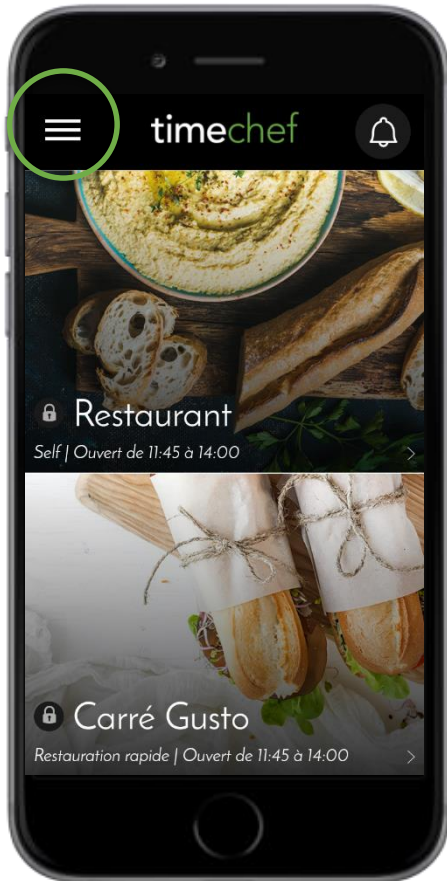 timechef
Restaurant
Self | Ouvert de 11:45 à 14:00
Carré Gusto
Restauration rapide | Ouvert de 11:45 à 14:00